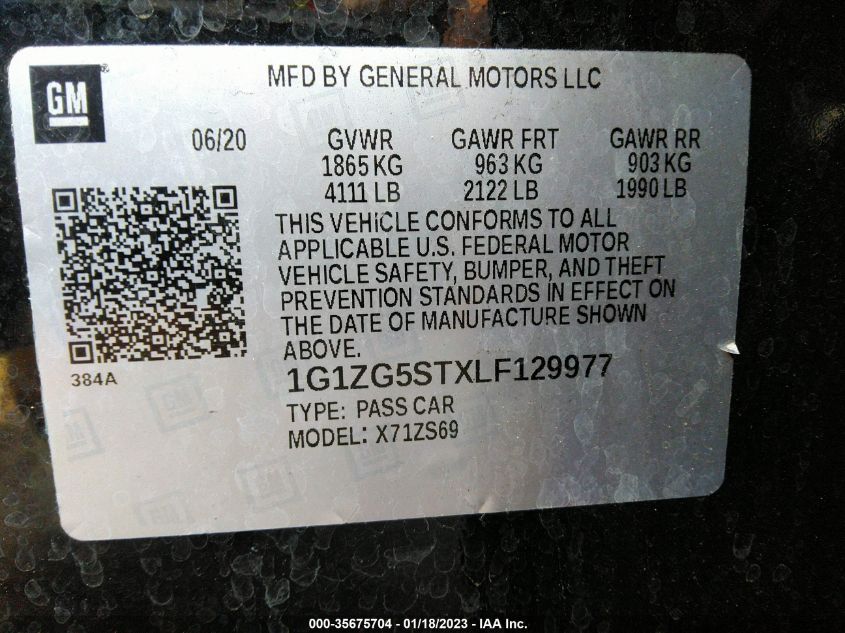 GM
®
MFD BY GENERAL MOTORS LLC
06/20 GVWR GAWR FRT GAWR RR
1865 KG 963 KG 903 KG
4111 LB 2122 LB 1990 LB
THIS VEHICLE CONFORMS TO ALL
APPLICABLE U.S. FEDERAL MOTOR
VEHICLE SAFETY, BUMPER, AND THEFT
PREVENTION STANDARDS IN EFFECT ON
THE DATE OF MANUFACTURE SHOWN
ABOVE.
384A
1G1ZG5STXLF129977
TYPE: PASS CAR
MODEL: X71ZS69
000-35675704 - 01/18/2023 - IAA Inc.